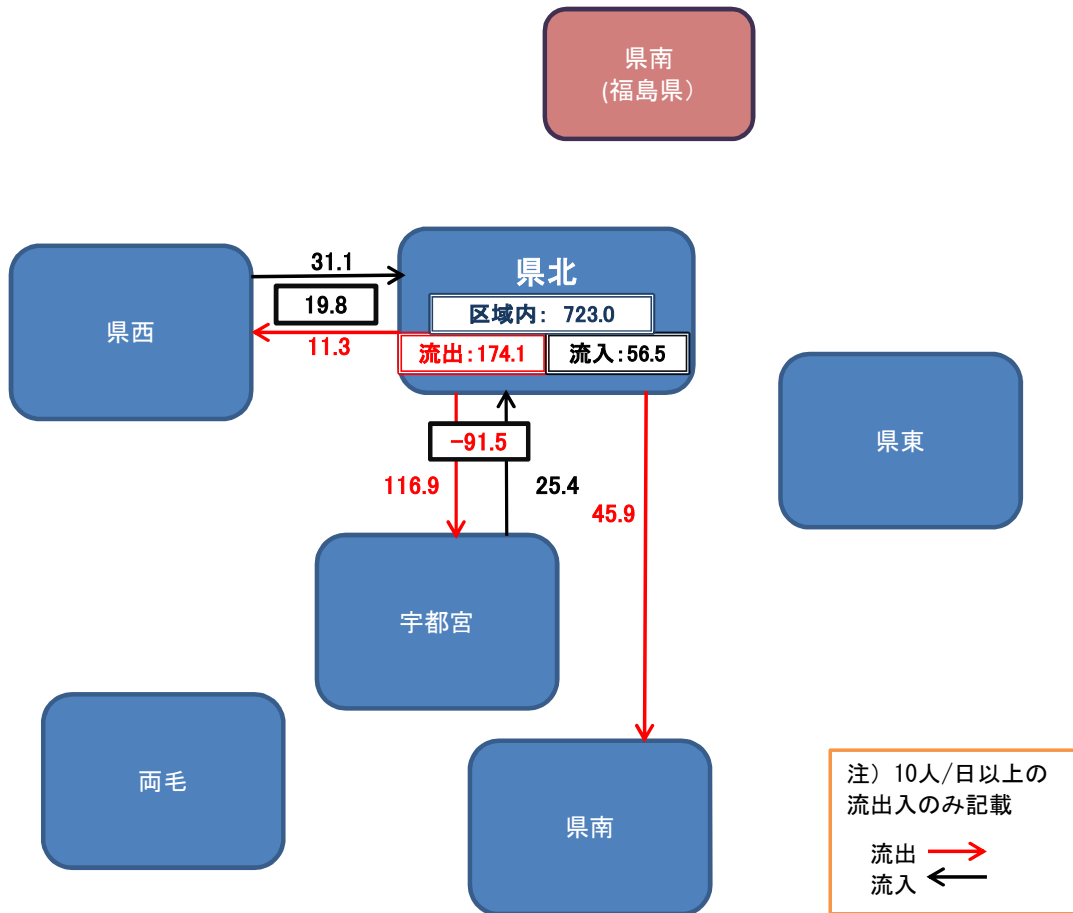 県南
(福島県）
県北
区域内： 723.0
流出：174.1
流入：56.5
31.1
19.8
11.3
県西
県東
-91.5
116.9
25.4
45.9
宇都宮
両毛
県南
注）10人/日以上の
流出入のみ記載
流出
流入